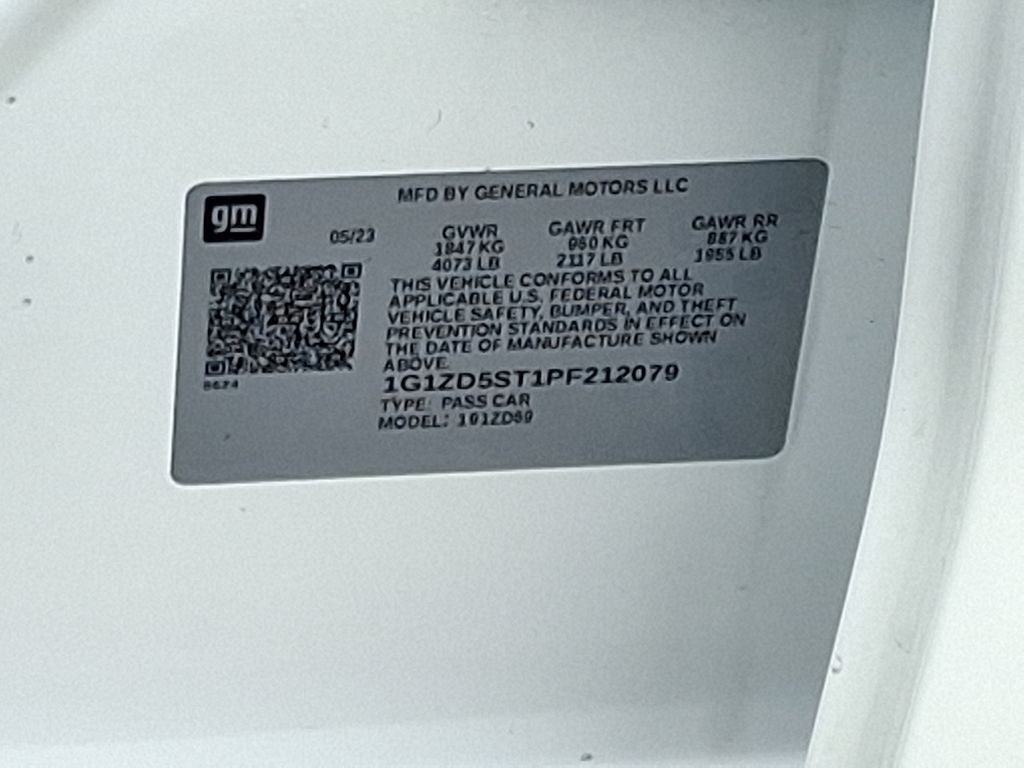 gm
MFD BY GENERAL MOTORS LLC
05/23 GVWR GAWR FRT GAWR RR
1847 KG 960 KG 887 KG
4073 LB 2117 LB 1955 LB
THIS VEHICLE CONFORMS TO ALL
APPLICABLE U.S. FEDERAL MOTOR
VEHICLE SAFETY, BUMPER, AND THEFT
PREVENTION STANDARDS IN EFFECT ON
THE DATE OF MANUFACTURE SHOWN
ABOVE.
1G1ZD5ST1PF212079
TYPE: PASS CAR
MODEL: